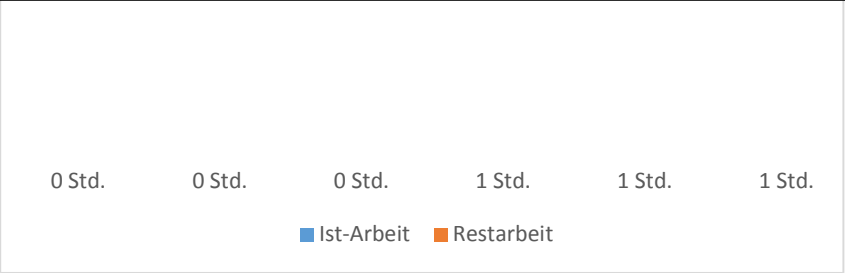 0 Std. 0 Std. 0 Std. 1 Std. 1 Std. 1 Std.
Ist-Arbeit Restarbeit